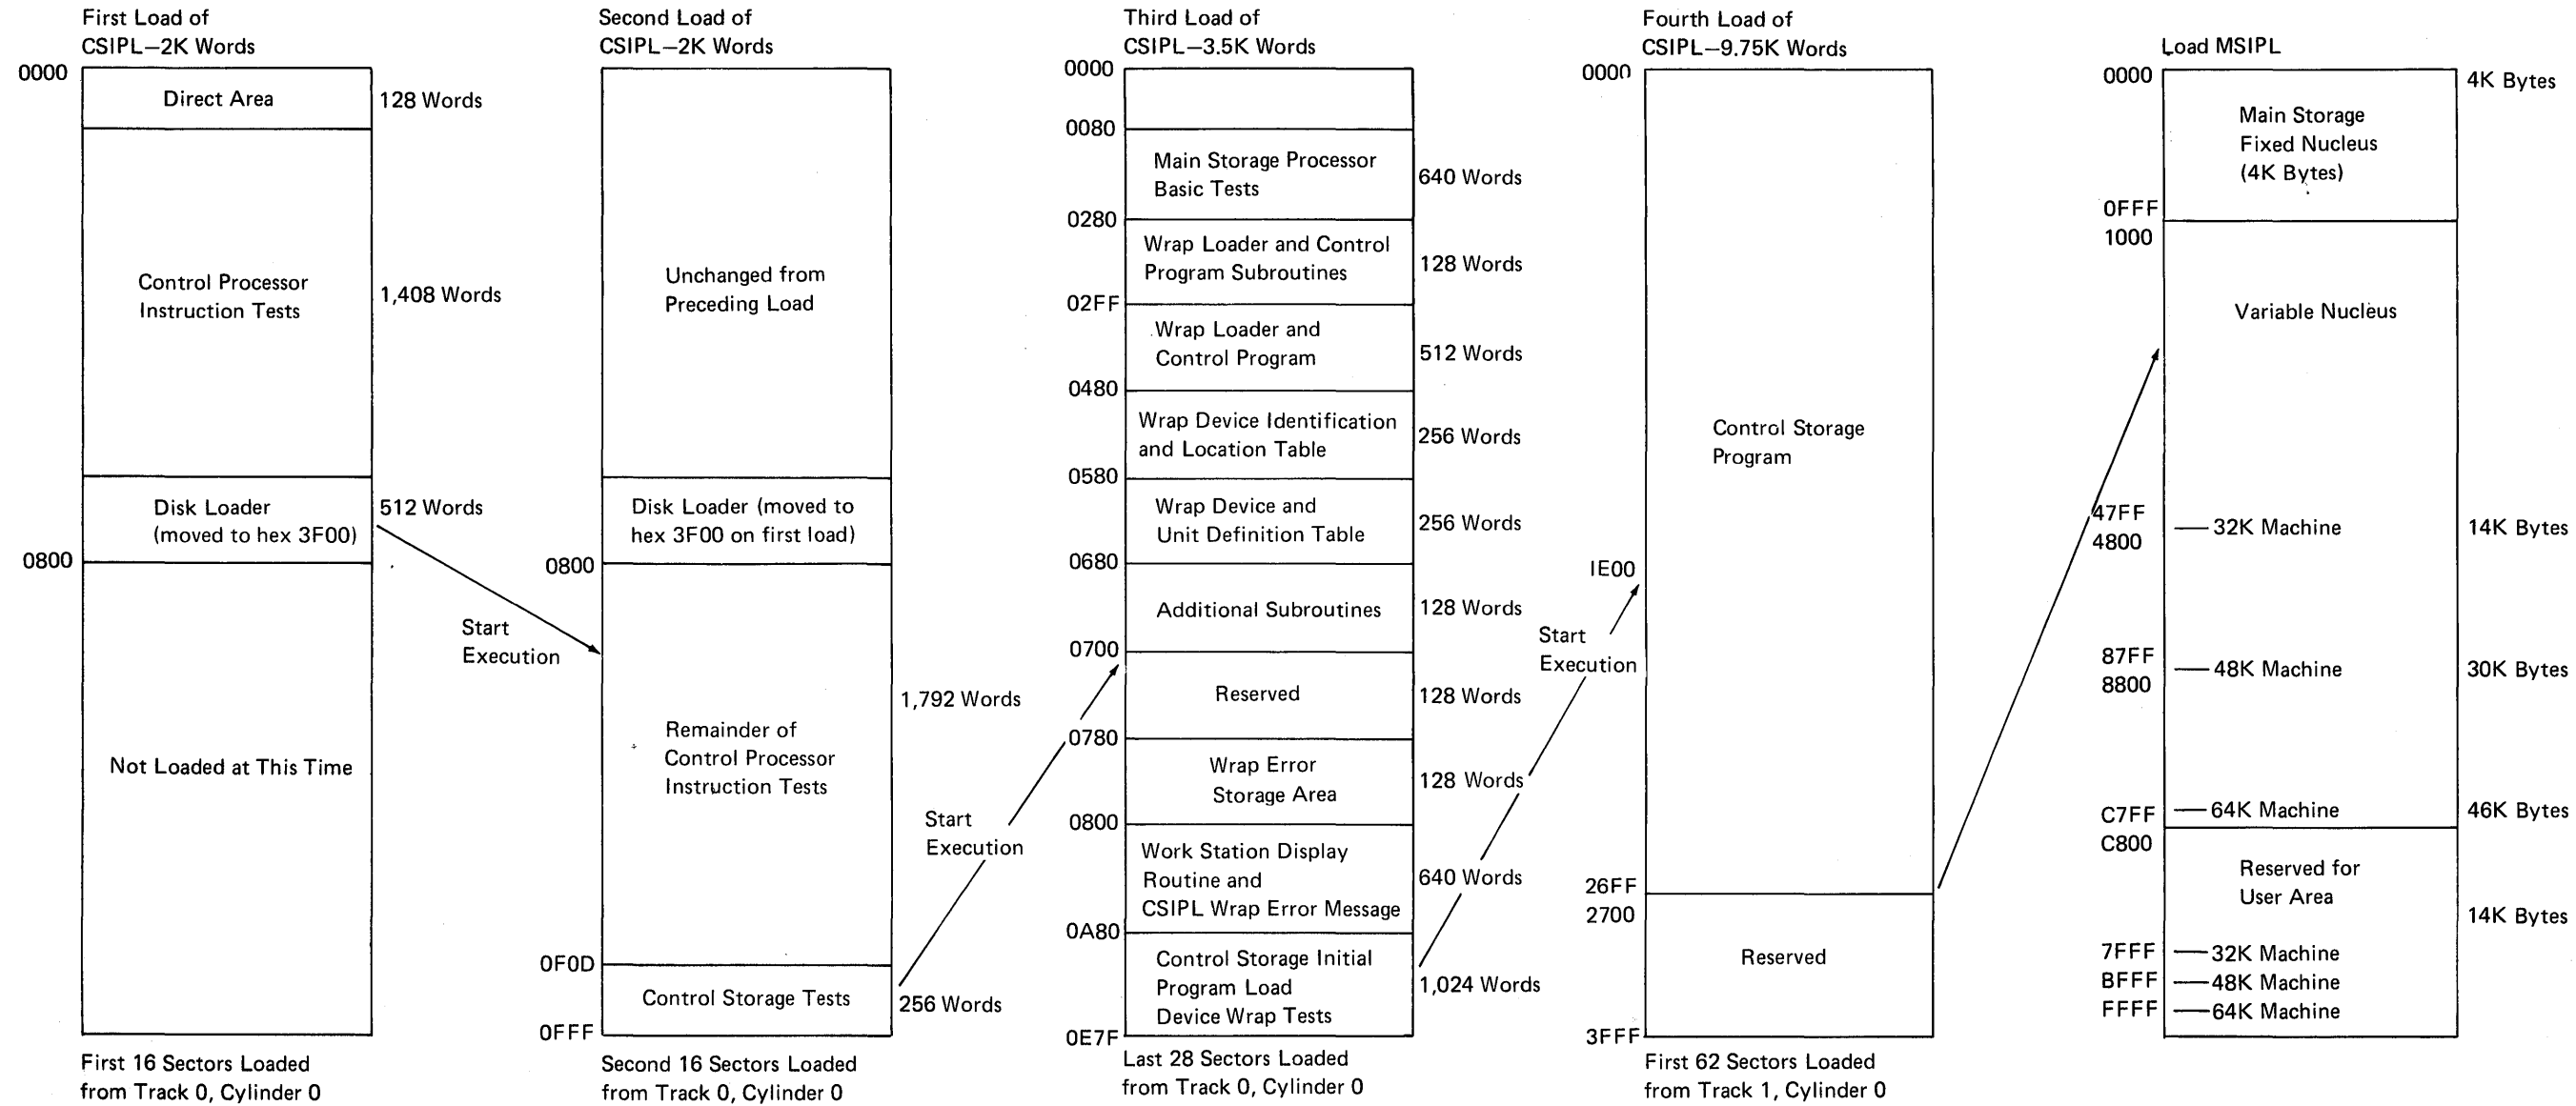 First Load of
CSIPL—2K Words
0000
Direct Area
128 Words
Control Processor
Instruction Tests
1,408 Words
Disk Loader
(moved to hex 3F00)
512 Words
0800
Not Loaded at This Time
First 16 Sectors Loaded
from Track 0, Cylinder 0
Start
Execution
Second Load of
CSIPL—2K Words
Unchanged from
Preceding Load
Disk Loader (moved to
hex 3F00 on first load)
0800
Remainder of
Control Processor
Instruction Tests
1,792 Words
0F0D
Control Storage Tests
256 Words
0FFF
Second 16 Sectors Loaded
from Track 0, Cylinder 0
Start
Execution
Third Load of
CSIPL—3.5K Words
0000
0080
Main Storage Processor
Basic Tests
640 Words
0280
Wrap Loader and Control
Program Subroutines
128 Words
02FF
Wrap Loader and
Control Program
512 Words
0480
Wrap Device Identification
and Location Table
256 Words
0580
Wrap Device and
Unit Definition Table
256 Words
0680
Additional Subroutines
128 Words
0700
Reserved
128 Words
0780
Wrap Error
Storage Area
128 Words
0800
Work Station Display
Routine and
CSIPL Wrap Error Message
640 Words
0A80
Control Storage Initial
Program Load
Device Wrap Tests
1,024 Words
0E7F
Last 28 Sectors Loaded
from Track 0, Cylinder 0
Start
Execution
Fourth Load of
CSIPL—9.75K Words
0000
Control Storage
Program
IE00
26FF
2700
Reserved
3FFF
First 62 Sectors Loaded
from Track 1, Cylinder 0
Load MSIPL
0000
4K Bytes
Main Storage
Fixed Nucleus
(4K Bytes)
0FFF
1000
Variable Nucleus
47FF
4800
32K Machine
14K Bytes
87FF
8800
48K Machine
30K Bytes
C7FF
C800
64K Machine
46K Bytes
Reserved for
User Area
14K Bytes
7FFF
32K Machine
BFFF
48K Machine
FFFF
64K Machine